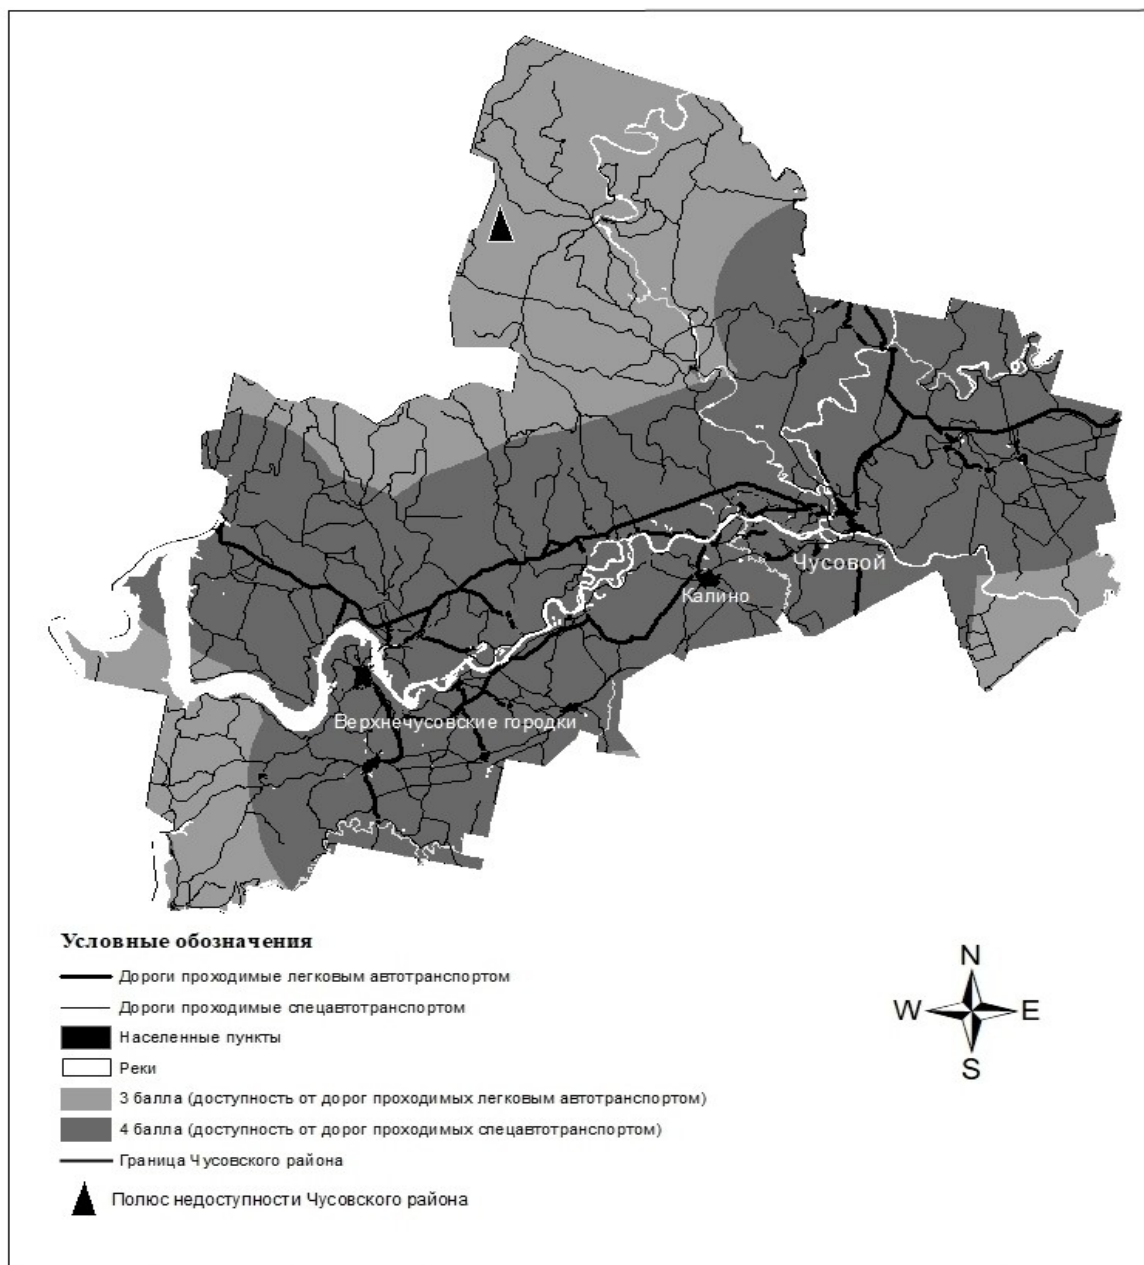 Чусовой
Калино
Верхнечусовские городки
Условные обозначения
Дороги проходимые легковым автотранспортом
Дороги проходимые спецавтотранспортом
Населенные пункты
Реки
3 балла (доступность от дорог проходимых легковым автотранспортом)
4 балла (доступность от дорог проходимых спецавтотранспортом)
Граница Чусовского района
Полюс недоступности Чусовского района
N
W E
S